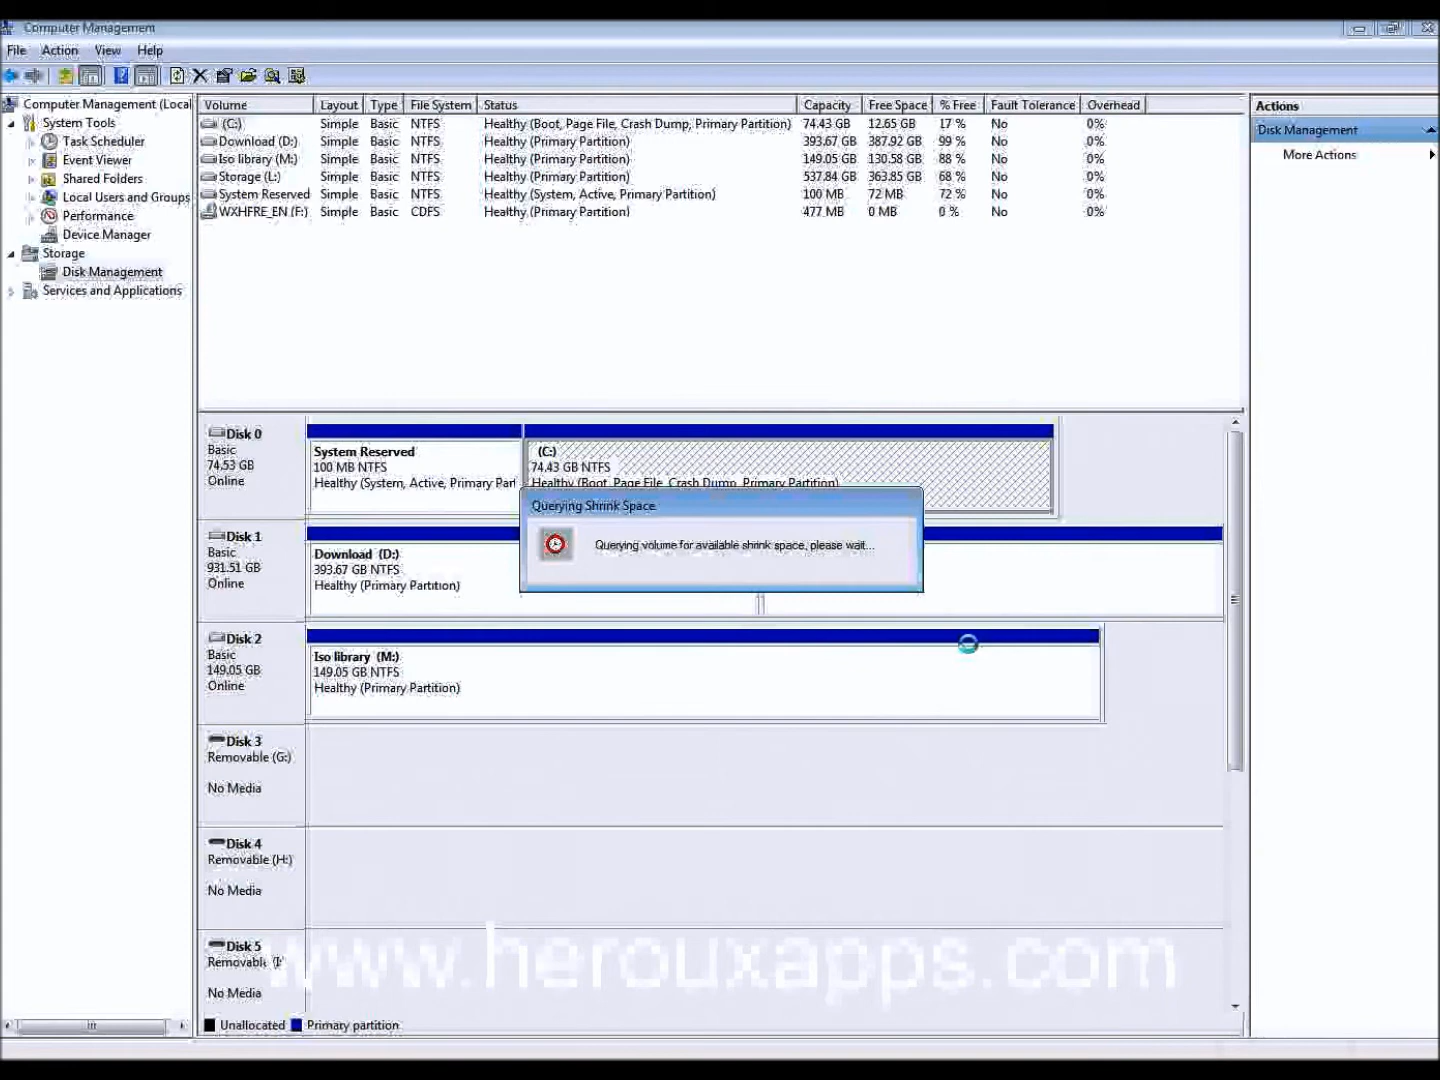 Computer Management
File Action View Help
Computer Management (Local
System Tools
Task Scheduler
Event Viewer
Shared Folders
Local Users and Groups
Performance
Device Manager
Storage
Disk Management
Services and Applications
Volume Layout Type File System Status Capacity Free Space % Free Fault Tolerance Overhead
(C:) Simple Basic NTFS Healthy (Boot, Page File, Crash Dump, Primary Partition) 74.43 GB 12.65 GB 17 % No 0%
Download (D:) Simple Basic NTFS Healthy (Primary Partition) 393.67 GB 387.92 GB 99 % No 0%
Iso library (M:) Simple Basic NTFS Healthy (Primary Partition) 149.05 GB 130.58 GB 88 % No 0%
Storage (L:) Simple Basic NTFS Healthy (Primary Partition) 537.84 GB 363.85 GB 68 % No 0%
System Reserved Simple Basic NTFS Healthy (System, Active, Primary Partition) 100 MB 72 MB 72 % No 0%
WXHFRE_EN (F:) Simple Basic CDFS Healthy (Primary Partition) 477 MB 0 MB 0 % No 0%
Actions
Disk Management
More Actions
Disk 0
Basic
74.53 GB
Online
System Reserved
100 MB NTFS
Healthy (System, Active, Primary Part
(C:)
74.43 GB NTFS
Healthy (Boot, Page File, Crash Dump, Primary Partition)
Querying Shrink Space
Querying volume for available shrink space, please wait...
Disk 1
Basic
931.51 GB
Online
Download (D:)
393.67 GB NTFS
Healthy (Primary Partition)
Disk 2
Basic
149.05 GB
Online
Iso library (M:)
149.05 GB NTFS
Healthy (Primary Partition)
Disk 3
Removable (G:)
No Media
Disk 4
Removable (H:)
No Media
Disk 5
Removable (I:
No Media
www.herouxapps.com
Unallocated Primary partition